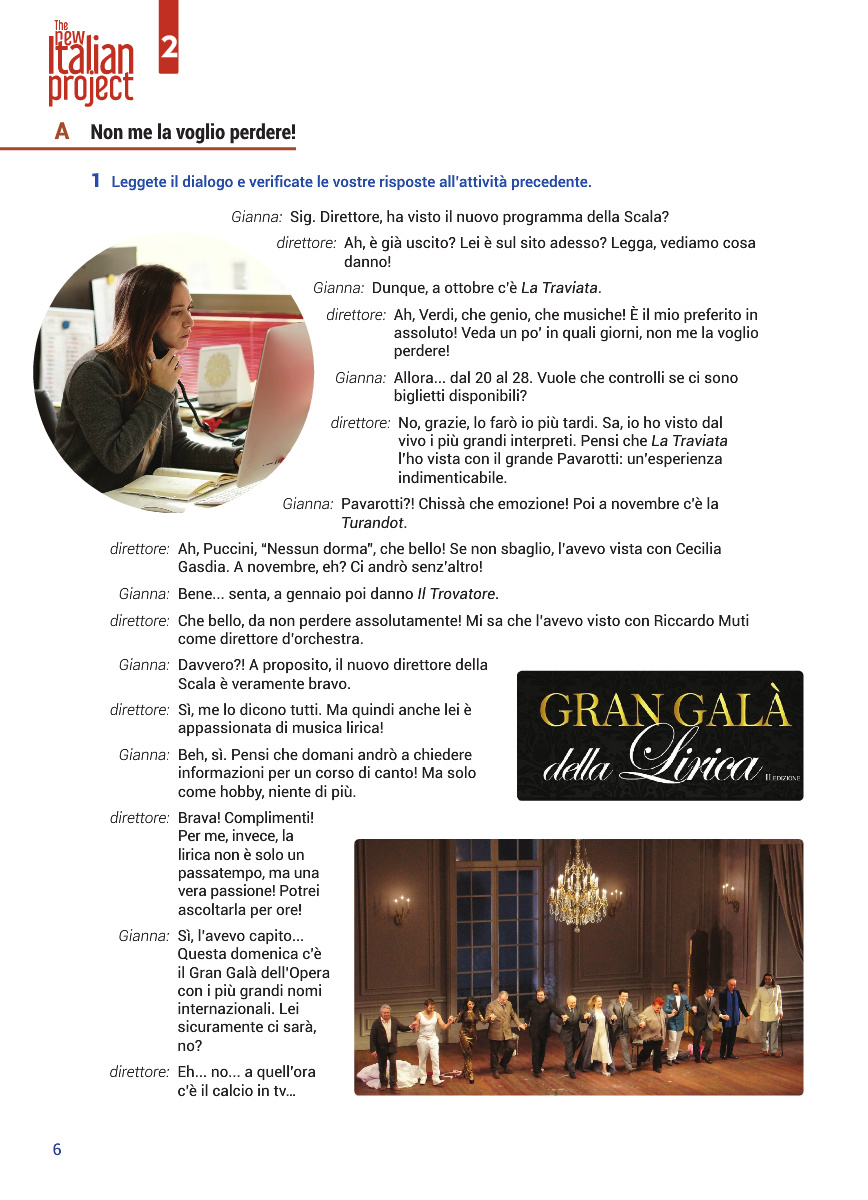 The
new
Italian
project
2
A Non me la voglio perdere!
1 Leggete il dialogo e verificate le vostre risposte all'attività precedente.
Gianna: Sig. Direttore, ha visto il nuovo programma della Scala?
direttore: Ah, è già uscito? Lei è sul sito adesso? Legga, vediamo cosa
danno!
Gianna: Dunque, a ottobre c'è La Traviata.
direttore: Ah, Verdi, che genio, che musiche! È il mio preferito in
assoluto! Veda un po' in quali giorni, non me la voglio
perdere!
Gianna: Allora... dal 20 al 28. Vuole che controlli se ci sono
biglietti disponibili?
direttore: No, grazie, lo farò io più tardi. Sa, io ho visto dal
vivo i più grandi interpreti. Pensi che La Traviata
l'ho vista con il grande Pavarotti: un'esperienza
indimenticabile.
Gianna: Pavarotti?! Chissà che emozione! Poi a novembre c'è la
Turandot.
direttore: Ah, Puccini, “Nessun dorma”, che bello! Se non sbaglio, l'avevo vista con Cecilia
Gasdia. A novembre, eh? Ci andrò senz'altro!
Gianna: Bene... senta, a gennaio poi danno Il Trovatore.
direttore: Che bello, da non perdere assolutamente! Mi sa che l'avevo visto con Riccardo Muti
come direttore d'orchestra.
Gianna: Davvero?! A proposito, il nuovo direttore della
Scala è veramente bravo.
direttore: Sì, me lo dicono tutti. Ma quindi anche lei è
appassionata di musica lirica!
Gianna: Beh, sì. Pensi che domani andrò a chiedere
informazioni per un corso di canto! Ma solo
come hobby, niente di più.
GRAN GALÀ
della Lirica II EDIZIONE
direttore: Brava! Complimenti!
Per me, invece, la
lirica non è solo un
passatempo, ma una
vera passione! Potrei
ascoltarla per ore!
Gianna: Sì, l'avevo capito...
Questa domenica c'è
il Gran Galà dell'Opera
con i più grandi nomi
internazionali. Lei
sicuramente ci sarà,
no?
direttore: Eh... no... a quell'ora
c'è il calcio in tv…
6